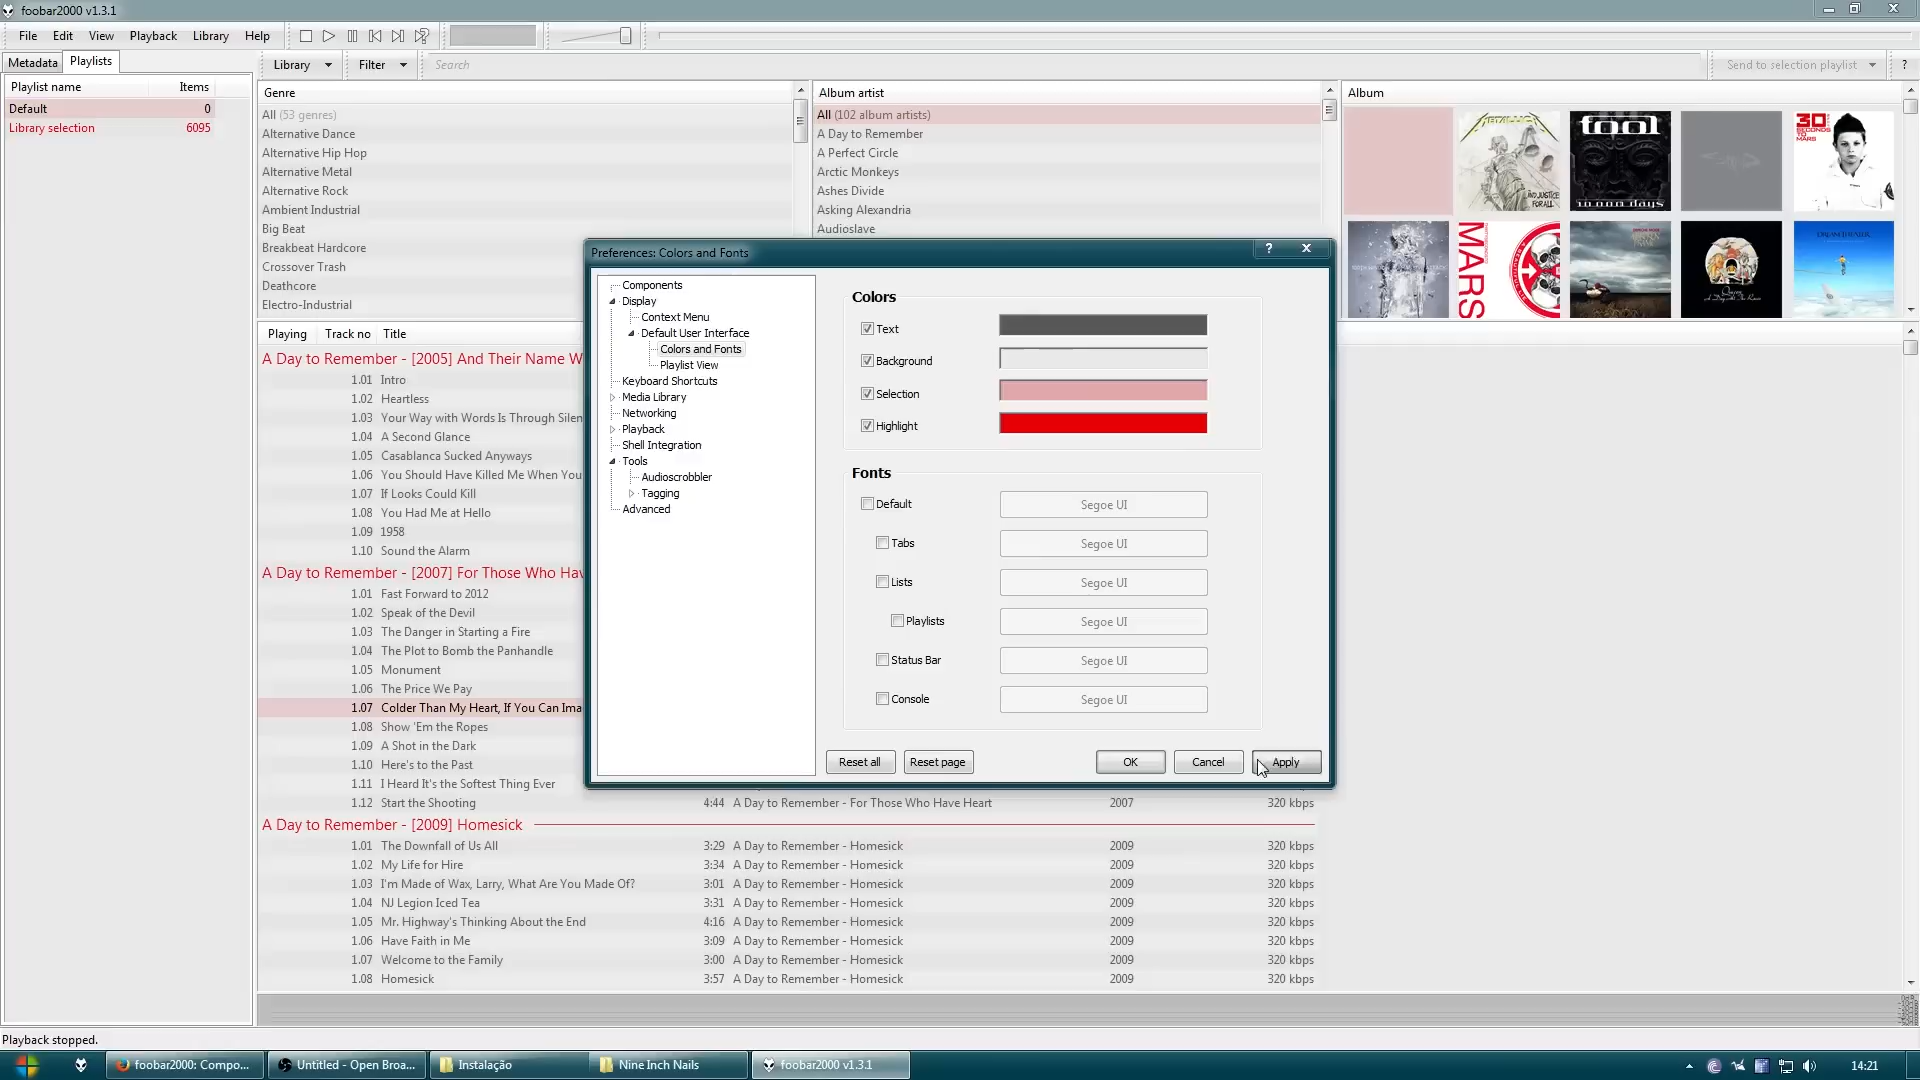 foobar2000 v1.3.1
File Edit View Playback Library Help
Metadata Playlists
Library Filter Search Send to selection playlist ?
Playlist name Items
Default 0
Library selection 6095
Genre
All (53 genres)
Alternative Dance
Alternative Hip Hop
Alternative Metal
Alternative Rock
Ambient Industrial
Big Beat
Breakbeat Hardcore
Crossover Trash
Deathcore
Electro-Industrial
Album artist
All (102 album artists)
A Day to Remember
A Perfect Circle
Arctic Monkeys
Ashes Divide
Asking Alexandria
Audioslave
Album
METALLICA
AND JUSTICE
FOR ALL
TOOL
10,000 days
30
SECONDS
TO
MARS
MARS
Playing Track no Title
A Day to Remember - [2005] And Their Name W
1.01 Intro
1.02 Heartless
1.03 Your Way with Words Is Through Silen
1.04 A Second Glance
1.05 Casablanca Sucked Anyways
1.06 You Should Have Killed Me When You
1.07 If Looks Could Kill
1.08 You Had Me at Hello
1.09 1958
1.10 Sound the Alarm
A Day to Remember - [2007] For Those Who Hav
1.01 Fast Forward to 2012
1.02 Speak of the Devil
1.03 The Danger in Starting a Fire
1.04 The Plot to Bomb the Panhandle
1.05 Monument
1.06 The Price We Pay
1.07 Colder Than My Heart, If You Can Ima
1.08 Show 'Em the Ropes
1.09 A Shot in the Dark
1.10 Here's to the Past
1.11 I Heard It's the Softest Thing Ever
1.12 Start the Shooting 4:44 A Day to Remember - For Those Who Have Heart 2007 320 kbps
A Day to Remember - [2009] Homesick
1.01 The Downfall of Us All 3:29 A Day to Remember - Homesick 2009 320 kbps
1.02 My Life for Hire 3:34 A Day to Remember - Homesick 2009 320 kbps
1.03 I'm Made of Wax, Larry, What Are You Made Of? 3:01 A Day to Remember - Homesick 2009 320 kbps
1.04 NJ Legion Iced Tea 3:31 A Day to Remember - Homesick 2009 320 kbps
1.05 Mr. Highway's Thinking About the End 4:16 A Day to Remember - Homesick 2009 320 kbps
1.06 Have Faith in Me 3:09 A Day to Remember - Homesick 2009 320 kbps
1.07 Welcome to the Family 3:00 A Day to Remember - Homesick 2009 320 kbps
1.08 Homesick 3:57 A Day to Remember - Homesick 2009 320 kbps
Preferences: Colors and Fonts ?
Components
Display
Context Menu
Default User Interface
Colors and Fonts
Playlist View
Keyboard Shortcuts
Media Library
Networking
Playback
Shell Integration
Tools
Audioscrobbler
Tagging
Advanced
Colors
Text
Background
Selection
Highlight
Fonts
Default Segoe UI
Tabs Segoe UI
Lists Segoe UI
Playlists Segoe UI
Status Bar Segoe UI
Console Segoe UI
Reset all Reset page OK Cancel Apply
Playback stopped.
foobar2000: Compo... Untitled - Open Broa... Instalação Nine Inch Nails foobar2000 v1.3.1 14:21